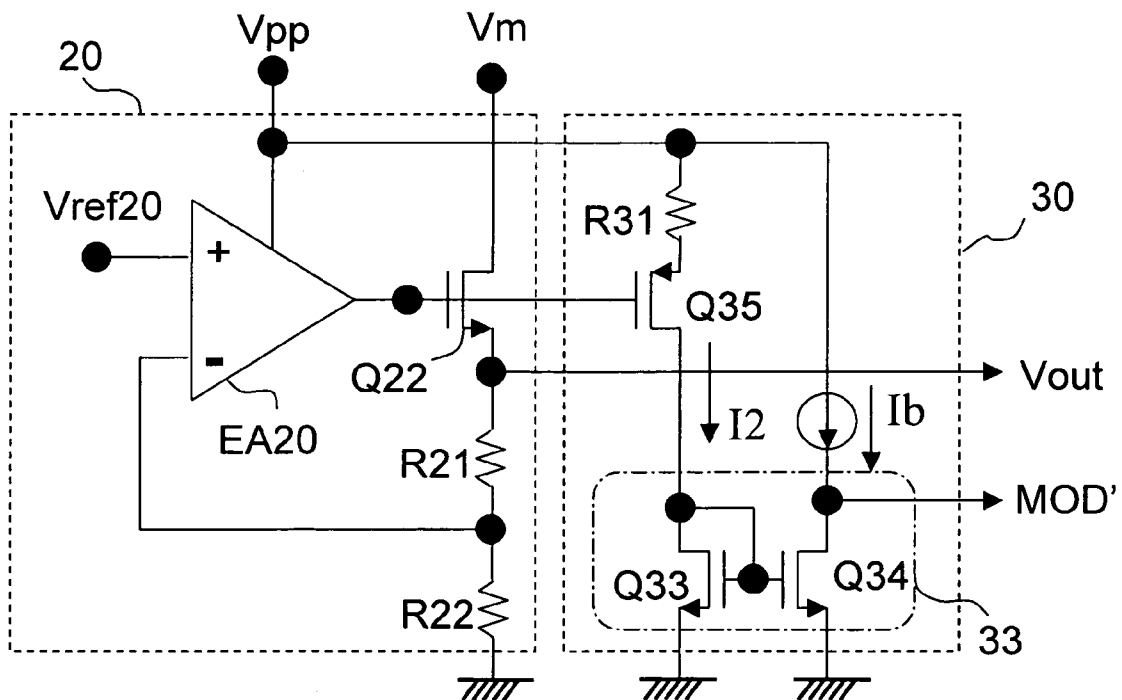 Vpp
Vm
20
Vref20
+
-
EA20
Q22
R21
R22
R31
Q35
30
Vout
I2
Ib
MOD'
Q33
Q34
33